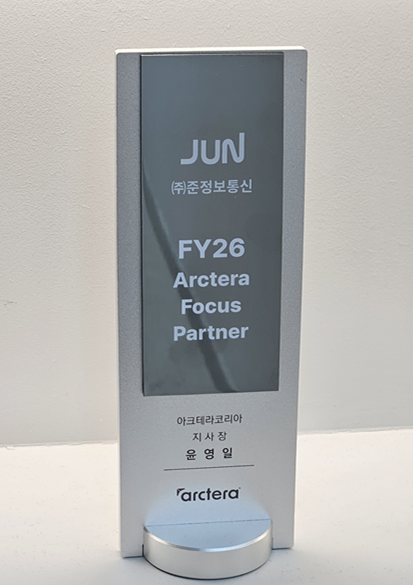 JUN
㈜준정보통신
FY26
Arctera
Focus
Partner
아크테라코리아
지 사 장
윤 영 일
arctera